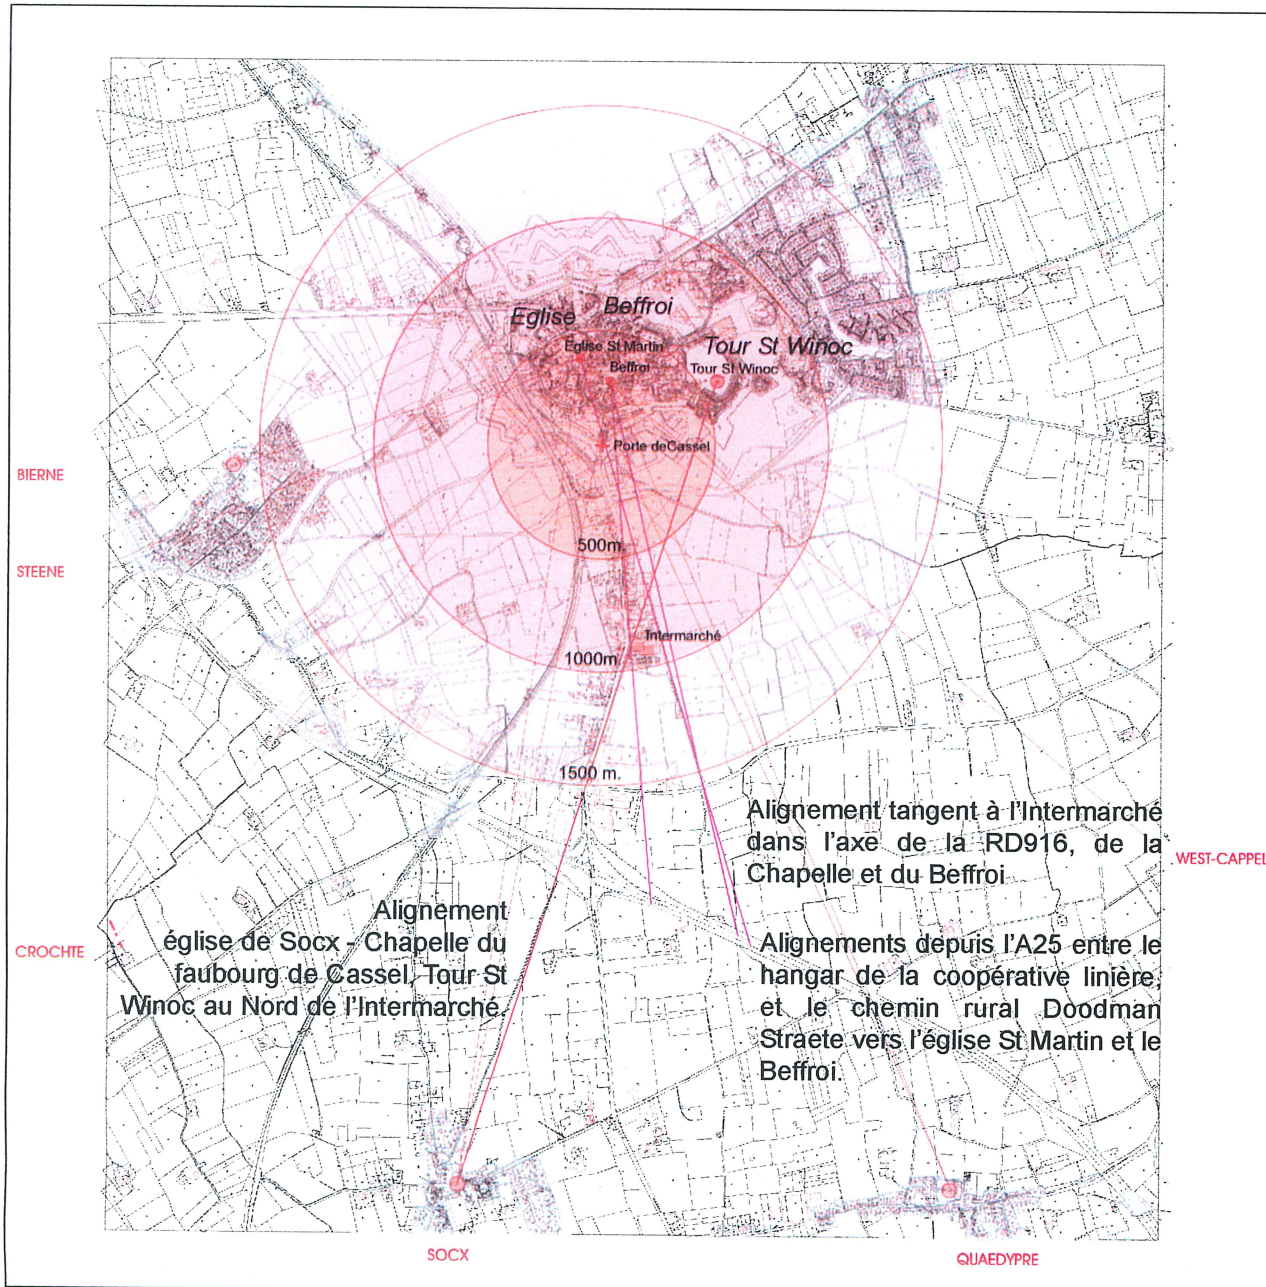 Eglise
Beffroi
Tour St Winoc
Eglise St Martin
Beffroi
Tour St Winoc
Porte deCassel
BIERNE
500m.
STEENE
Intermarché
1000m
1500 m.
Alignement tangent à l'Intermarché
dans l'axe de la RD916, de la
Chapelle et du Beffroi
WEST-CAPPEL
Alignement
église de Socx - Chapelle du
faubourg de Cassel, Tour St
Winoc au Nord de l'Intermarché.
CROCHTE
Alignements depuis l'A25 entre le
hangar de la coopérative linière,
et le chemin rural Doodman
Straete vers l'église St Martin et le
Beffroi.
SOCX
QUAEDYPRE